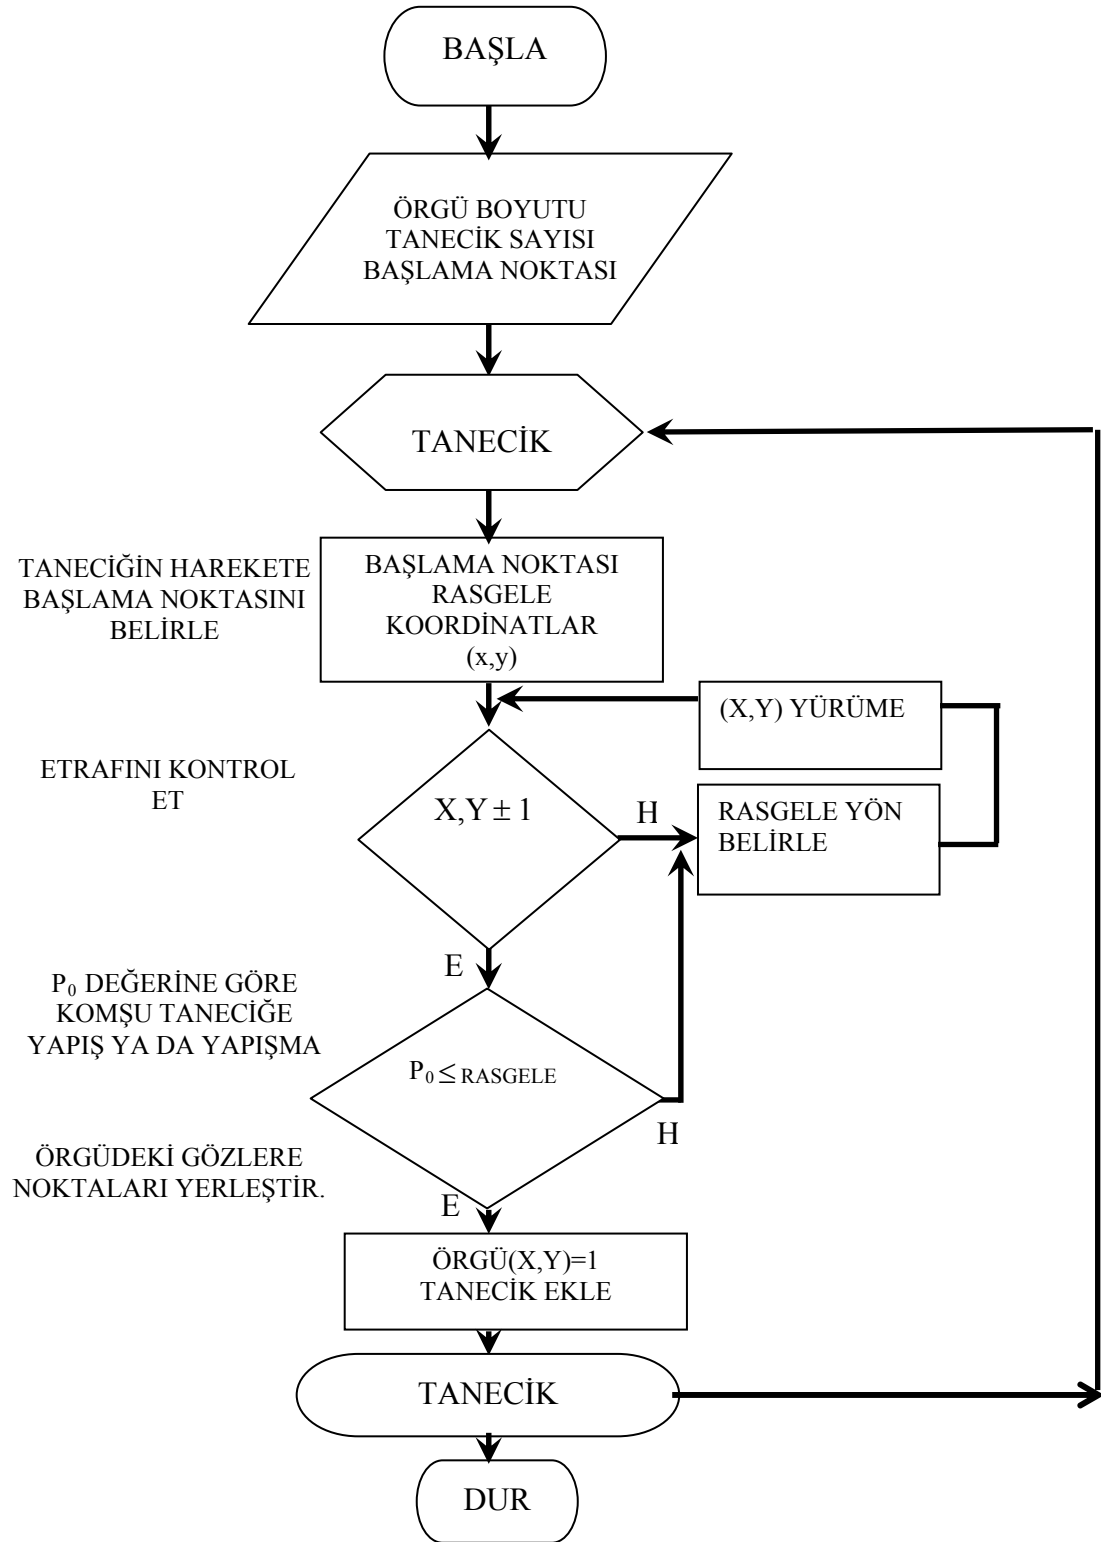 BAŞLA
ÖRGÜ BOYUTU
TANECİK SAYISI
BAŞLAMA NOKTASI
TANECİK
TANECİĞİN HAREKETE
BAŞLAMA NOKTASINI
BELİRLE
BAŞLAMA NOKTASI
RASGELE
KOORDİNATLAR
(x,y)
(X,Y) YÜRÜME
ETRAFINI KONTROL
ET
X,Y ± 1
H
RASGELE YÖN
BELİRLE
E
P₀ DEĞERİNE GÖRE
KOMŞU TANECİĞE
YAPIŞ YA DA YAPIŞMA
P₀ ≤ RASGELE
H
ÖRGÜDEKİ GÖZLERE
NOKTALARI YERLEŞTİR.
E
ÖRGÜ(X,Y)=1
TANECİK EKLE
TANECİK
DUR